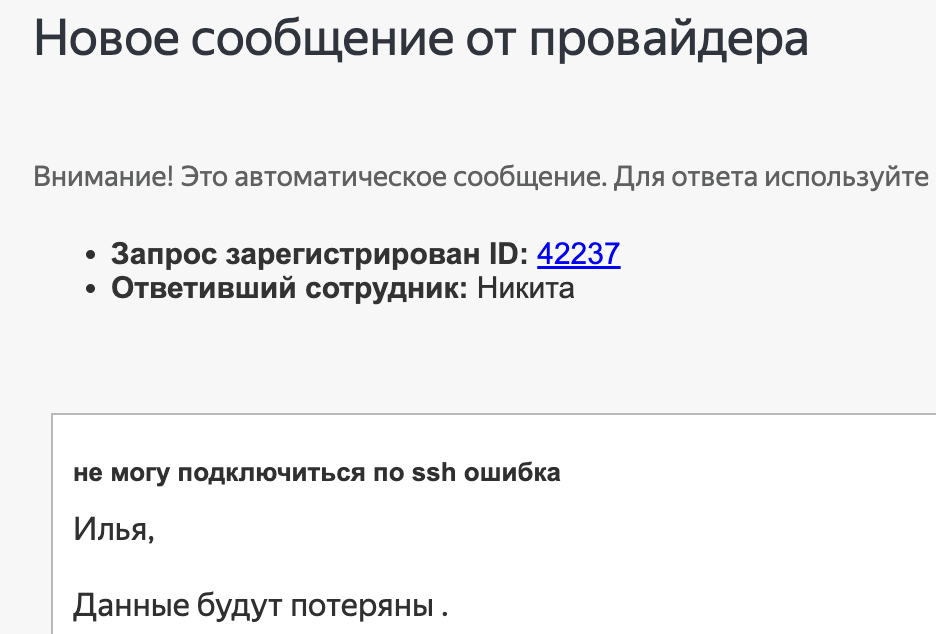 Новое сообщение от провайдера
Внимание! Это автоматическое сообщение. Для ответа используйте
• Запрос зарегистрирован ID: 42237
• Ответивший сотрудник: Никита
не могу подключиться по ssh ошибка
Илья,
Данные будут потеряны .